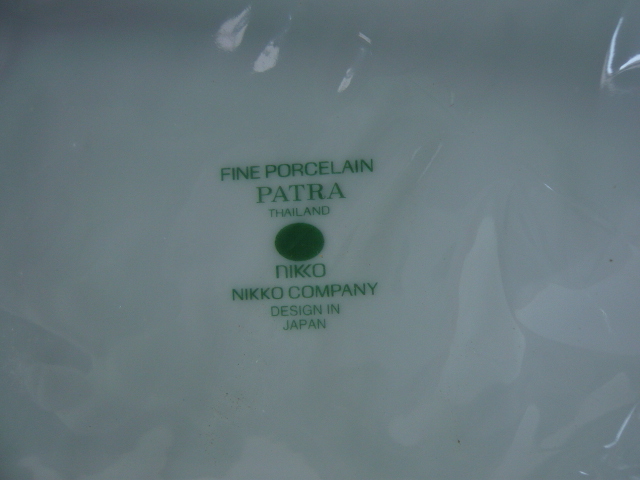 FINE PORCELAIN
PATRA
THAILAND
nikko
NIKKO COMPANY
DESIGN IN
JAPAN